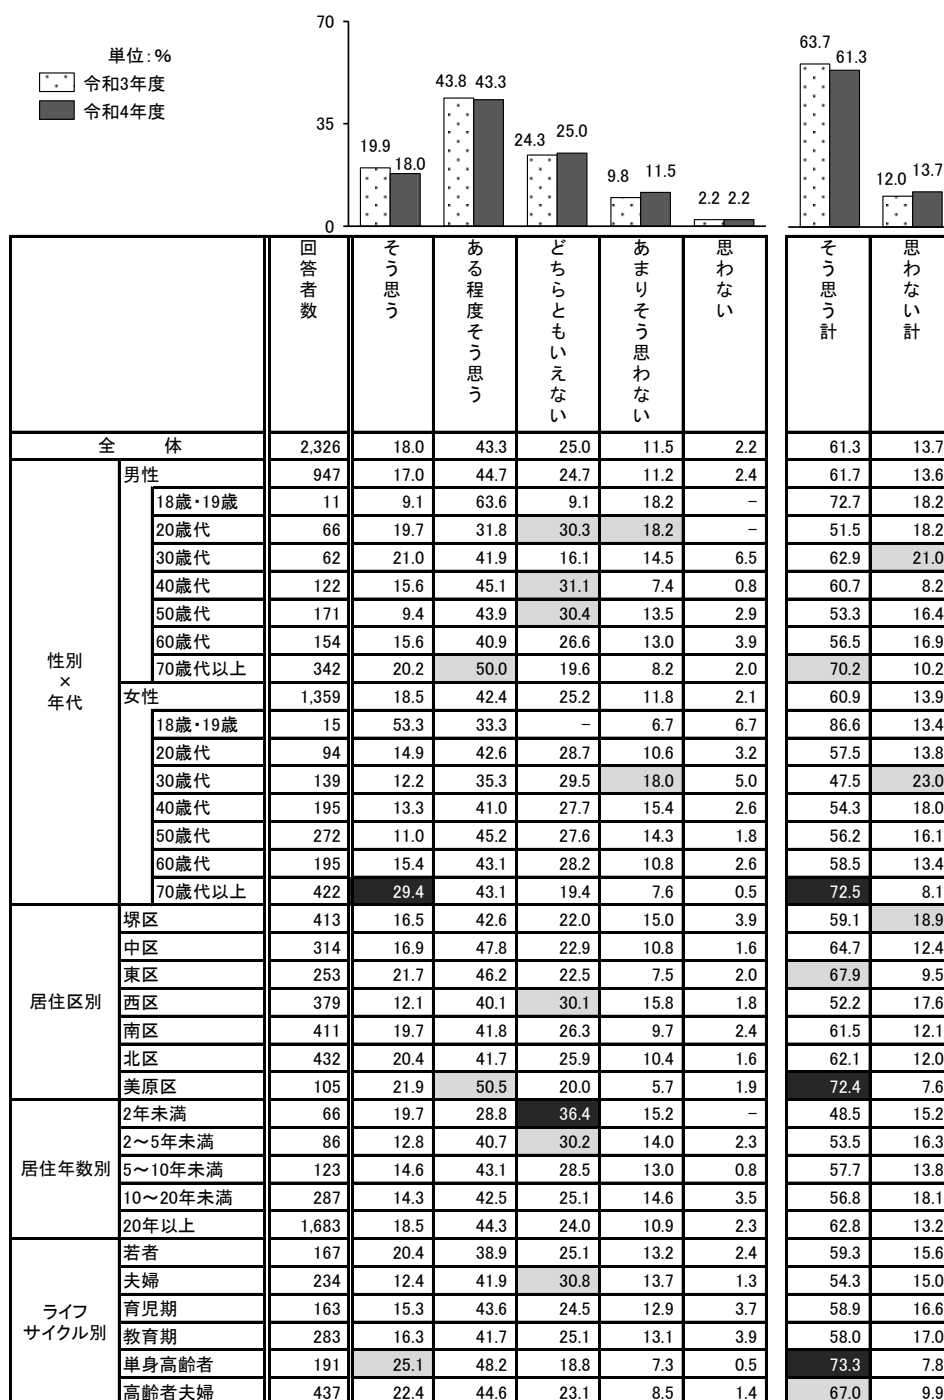 単位:%
令和3年度
令和4年度
70
35
0
19.9 18.0
43.8 43.3
24.3 25.0
9.8 11.5
2.2 2.2
63.7 61.3
12.0 13.7
回答者数 そう思う ある程度そう思う どちらともいえない あまりそう思わない 思わない そう思う計 思わない計
全 体 2,326 18.0 43.3 25.0 11.5 2.2 61.3 13.7
性別×年代
男性 947 17.0 44.7 24.7 11.2 2.4 61.7 13.6
18歳・19歳 11 9.1 63.6 9.1 18.2 − 72.7 18.2
20歳代 66 19.7 31.8 30.3 18.2 − 51.5 18.2
30歳代 62 21.0 41.9 16.1 14.5 6.5 62.9 21.0
40歳代 122 15.6 45.1 31.1 7.4 0.8 60.7 8.2
50歳代 171 9.4 43.9 30.4 13.5 2.9 53.3 16.4
60歳代 154 15.6 40.9 26.6 13.0 3.9 56.5 16.9
70歳代以上 342 20.2 50.0 19.6 8.2 2.0 70.2 10.2
女性 1,359 18.5 42.4 25.2 11.8 2.1 60.9 13.9
18歳・19歳 15 53.3 33.3 − 6.7 6.7 86.6 13.4
20歳代 94 14.9 42.6 28.7 10.6 3.2 57.5 13.8
30歳代 139 12.2 35.3 29.5 18.0 5.0 47.5 23.0
40歳代 195 13.3 41.0 27.7 15.4 2.6 54.3 18.0
50歳代 272 11.0 45.2 27.6 14.3 1.8 56.2 16.1
60歳代 195 15.4 43.1 28.2 10.8 2.6 58.5 13.4
70歳代以上 422 29.4 43.1 19.4 7.6 0.5 72.5 8.1
居住区別
堺区 413 16.5 42.6 22.0 15.0 3.9 59.1 18.9
中区 314 16.9 47.8 22.9 10.8 1.6 64.7 12.4
東区 253 21.7 46.2 22.5 7.5 2.0 67.9 9.5
西区 379 12.1 40.1 30.1 15.8 1.8 52.2 17.6
南区 411 19.7 41.8 26.3 9.7 2.4 61.5 12.1
北区 432 20.4 41.7 25.9 10.4 1.6 62.1 12.0
美原区 105 21.9 50.5 20.0 5.7 1.9 72.4 7.6
居住年数別
2年未満 66 19.7 28.8 36.4 15.2 − 48.5 15.2
2〜5年未満 86 12.8 40.7 30.2 14.0 2.3 53.5 16.3
5〜10年未満 123 14.6 43.1 28.5 13.0 0.8 57.7 13.8
10〜20年未満 287 14.3 42.5 25.1 14.6 3.5 56.8 18.1
20年以上 1,683 18.5 44.3 24.0 10.9 2.3 62.8 13.2
ライフ
サイクル別
若者 167 20.4 38.9 25.1 13.2 2.4 59.3 15.6
夫婦 234 12.4 41.9 30.8 13.7 1.3 54.3 15.0
育児期 163 15.3 43.6 24.5 12.9 3.7 58.9 16.6
教育期 283 16.3 41.7 25.1 13.1 3.9 58.0 17.0
単身高齢者 191 25.1 48.2 18.8 7.3 0.5 73.3 7.8
高齢者夫婦 437 22.4 44.6 23.1 8.5 1.4 67.0 9.9